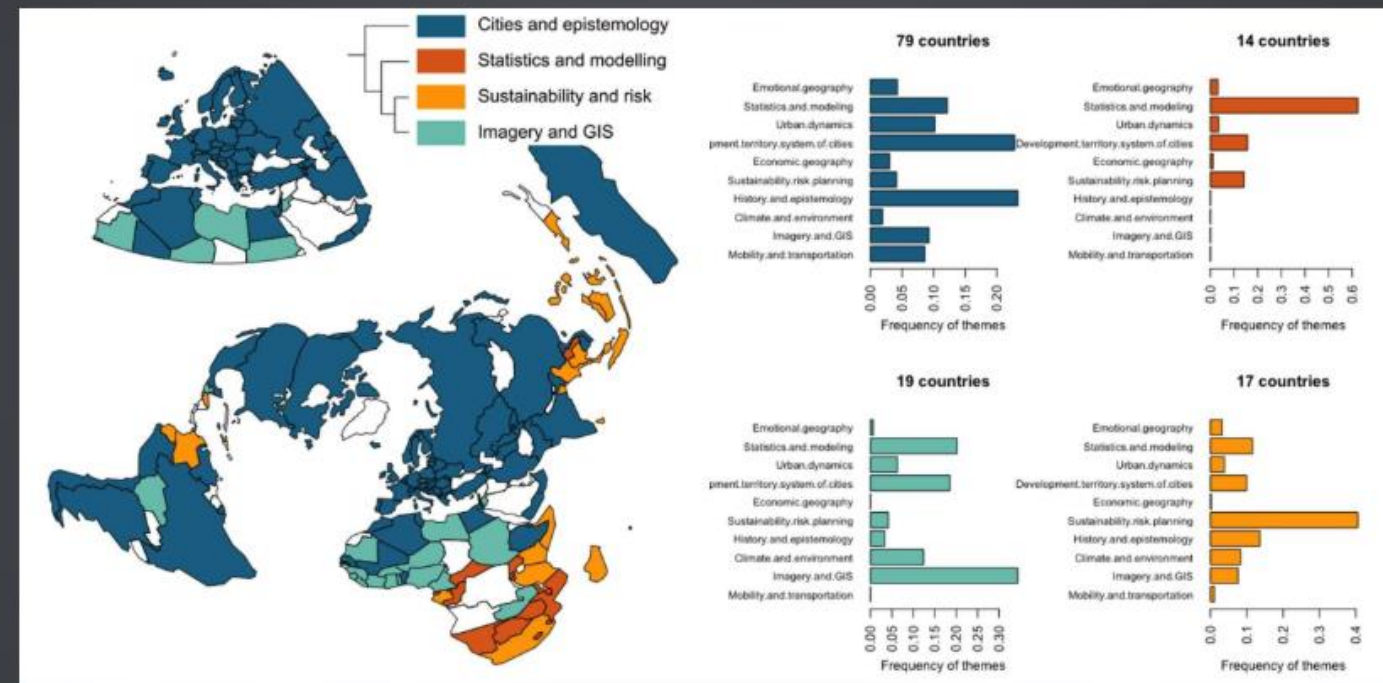 Cities and epistemology
Statistics and modelling
Sustainability and risk
Imagery and GIS
79 countries
Emotional.geography
Statistics.and.modeling
Urban.dynamics
pment.territory.system.of.cities
Economic.geography
Sustainability.risk.planning
History.and.epistemology
Climate.and.environment
Imagery.and.GIS
Mobility.and.transportation
0.00 0.05 0.10 0.15 0.20
Frequency of themes
14 countries
Emotional.geography
Statistics.and.modeling
Urban.dynamics
Development.territory.system.of.cities
Economic.geography
Sustainability.risk.planning
History.and.epistemology
Climate.and.environment
Imagery.and.GIS
Mobility.and.transportation
0.0 0.1 0.2 0.3 0.4 0.5 0.6
Frequency of themes
19 countries
Emotional.geography
Statistics.and.modeling
Urban.dynamics
pment.territory.system.of.cities
Economic.geography
Sustainability.risk.planning
History.and.epistemology
Climate.and.environment
Imagery.and.GIS
Mobility.and.transportation
0.00 0.05 0.10 0.15 0.20 0.25 0.30
Frequency of themes
17 countries
Emotional.geography
Statistics.and.modeling
Urban.dynamics
Development.territory.system.of.cities
Economic.geography
Sustainability.risk.planning
History.and.epistemology
Climate.and.environment
Imagery.and.GIS
Mobility.and.transportation
0.0 0.1 0.2 0.3 0.4
Frequency of themes